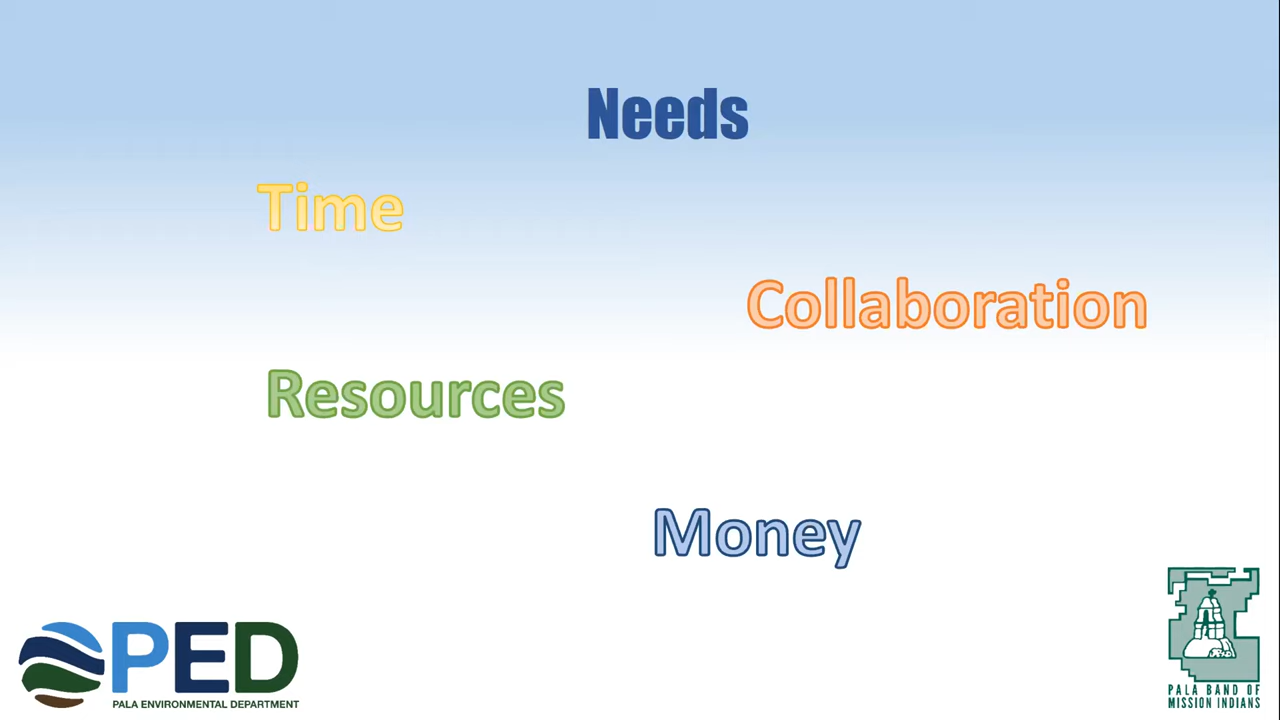 Needs
Time
Collaboration
Resources
Money
PED
PALA ENVIRONMENTAL DEPARTMENT
PALA BAND OF
MISSION INDIANS